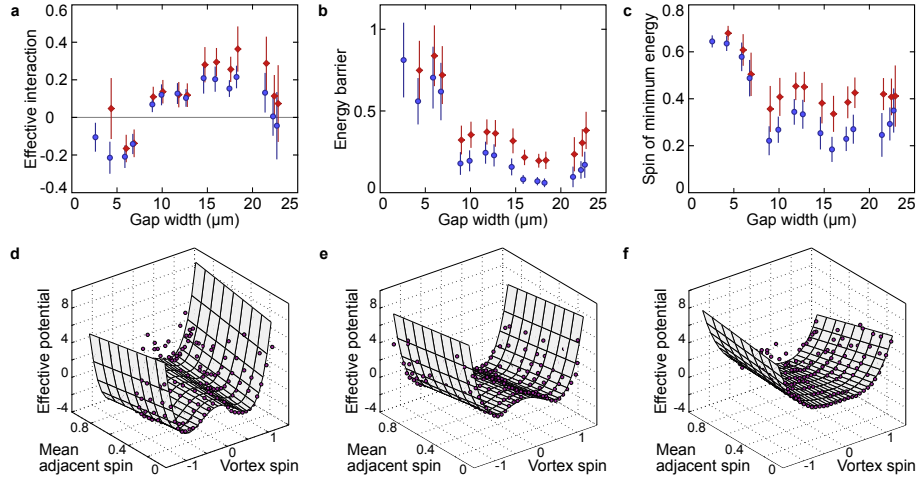 a
Effective interaction
0.6
0.4
0.2
0
-0.2
-0.4
0
5
10
15
20
25
Gap width (μm)
b
Energy barrier
1
0.5
0
0
5
10
15
20
25
Gap width (μm)
c
Spin of minimum energy
0.8
0.6
0.4
0.2
0
0
5
10
15
20
25
Gap width (μm)
d
Effective potential
8
4
0
-4
0.8
0.4
0
Mean
adjacent spin
-1
0
1
Vortex spin
e
Effective potential
8
4
0
-4
0.8
0.4
0
Mean
adjacent spin
-1
0
1
Vortex spin
f
Effective potential
8
4
0
-4
0.8
0.4
0
Mean
adjacent spin
-1
0
1
Vortex spin